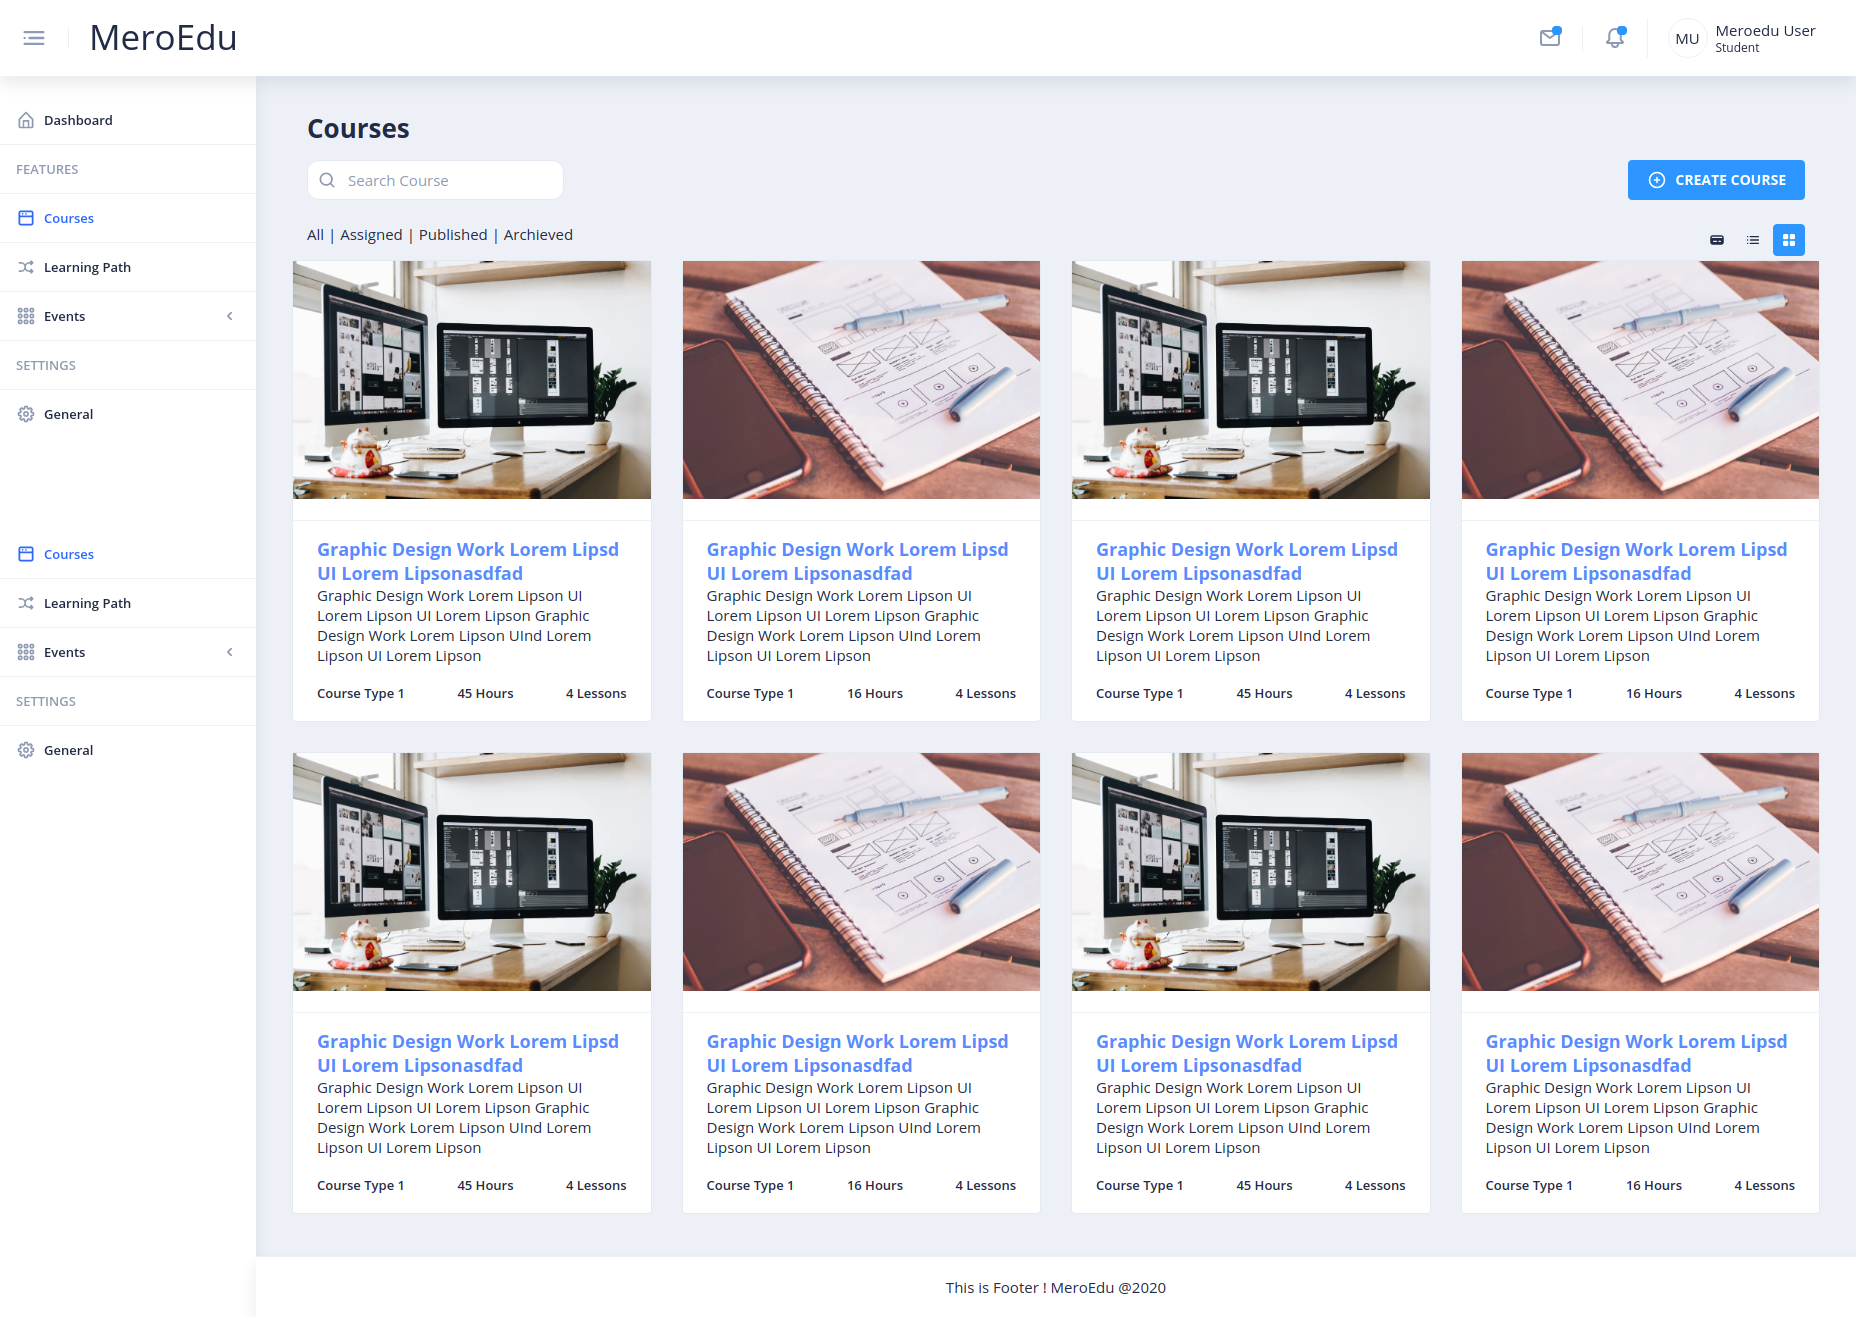 MeroEdu
MU
Meroedu User
Student
Dashboard
FEATURES
Courses
Learning Path
Events
SETTINGS
General
Courses
Learning Path
Events
SETTINGS
General
Courses
Search Course
CREATE COURSE
All | Assigned | Published | Archieved
Graphic Design Work Lorem Lipsd
UI Lorem Lipsonasdfad
Graphic Design Work Lorem Lipson UI
Lorem Lipson UI Lorem Lipson Graphic
Design Work Lorem Lipson UInd Lorem
Lipson UI Lorem Lipson
Course Type 1 45 Hours 4 Lessons
Graphic Design Work Lorem Lipsd
UI Lorem Lipsonasdfad
Graphic Design Work Lorem Lipson UI
Lorem Lipson UI Lorem Lipson Graphic
Design Work Lorem Lipson UInd Lorem
Lipson UI Lorem Lipson
Course Type 1 16 Hours 4 Lessons
Graphic Design Work Lorem Lipsd
UI Lorem Lipsonasdfad
Graphic Design Work Lorem Lipson UI
Lorem Lipson UI Lorem Lipson Graphic
Design Work Lorem Lipson UInd Lorem
Lipson UI Lorem Lipson
Course Type 1 45 Hours 4 Lessons
Graphic Design Work Lorem Lipsd
UI Lorem Lipsonasdfad
Graphic Design Work Lorem Lipson UI
Lorem Lipson UI Lorem Lipson Graphic
Design Work Lorem Lipson UInd Lorem
Lipson UI Lorem Lipson
Course Type 1 16 Hours 4 Lessons
Graphic Design Work Lorem Lipsd
UI Lorem Lipsonasdfad
Graphic Design Work Lorem Lipson UI
Lorem Lipson UI Lorem Lipson Graphic
Design Work Lorem Lipson UInd Lorem
Lipson UI Lorem Lipson
Course Type 1 45 Hours 4 Lessons
Graphic Design Work Lorem Lipsd
UI Lorem Lipsonasdfad
Graphic Design Work Lorem Lipson UI
Lorem Lipson UI Lorem Lipson Graphic
Design Work Lorem Lipson UInd Lorem
Lipson UI Lorem Lipson
Course Type 1 16 Hours 4 Lessons
Graphic Design Work Lorem Lipsd
UI Lorem Lipsonasdfad
Graphic Design Work Lorem Lipson UI
Lorem Lipson UI Lorem Lipson Graphic
Design Work Lorem Lipson UInd Lorem
Lipson UI Lorem Lipson
Course Type 1 45 Hours 4 Lessons
Graphic Design Work Lorem Lipsd
UI Lorem Lipsonasdfad
Graphic Design Work Lorem Lipson UI
Lorem Lipson UI Lorem Lipson Graphic
Design Work Lorem Lipson UInd Lorem
Lipson UI Lorem Lipson
Course Type 1 16 Hours 4 Lessons
This is Footer ! MeroEdu @2020